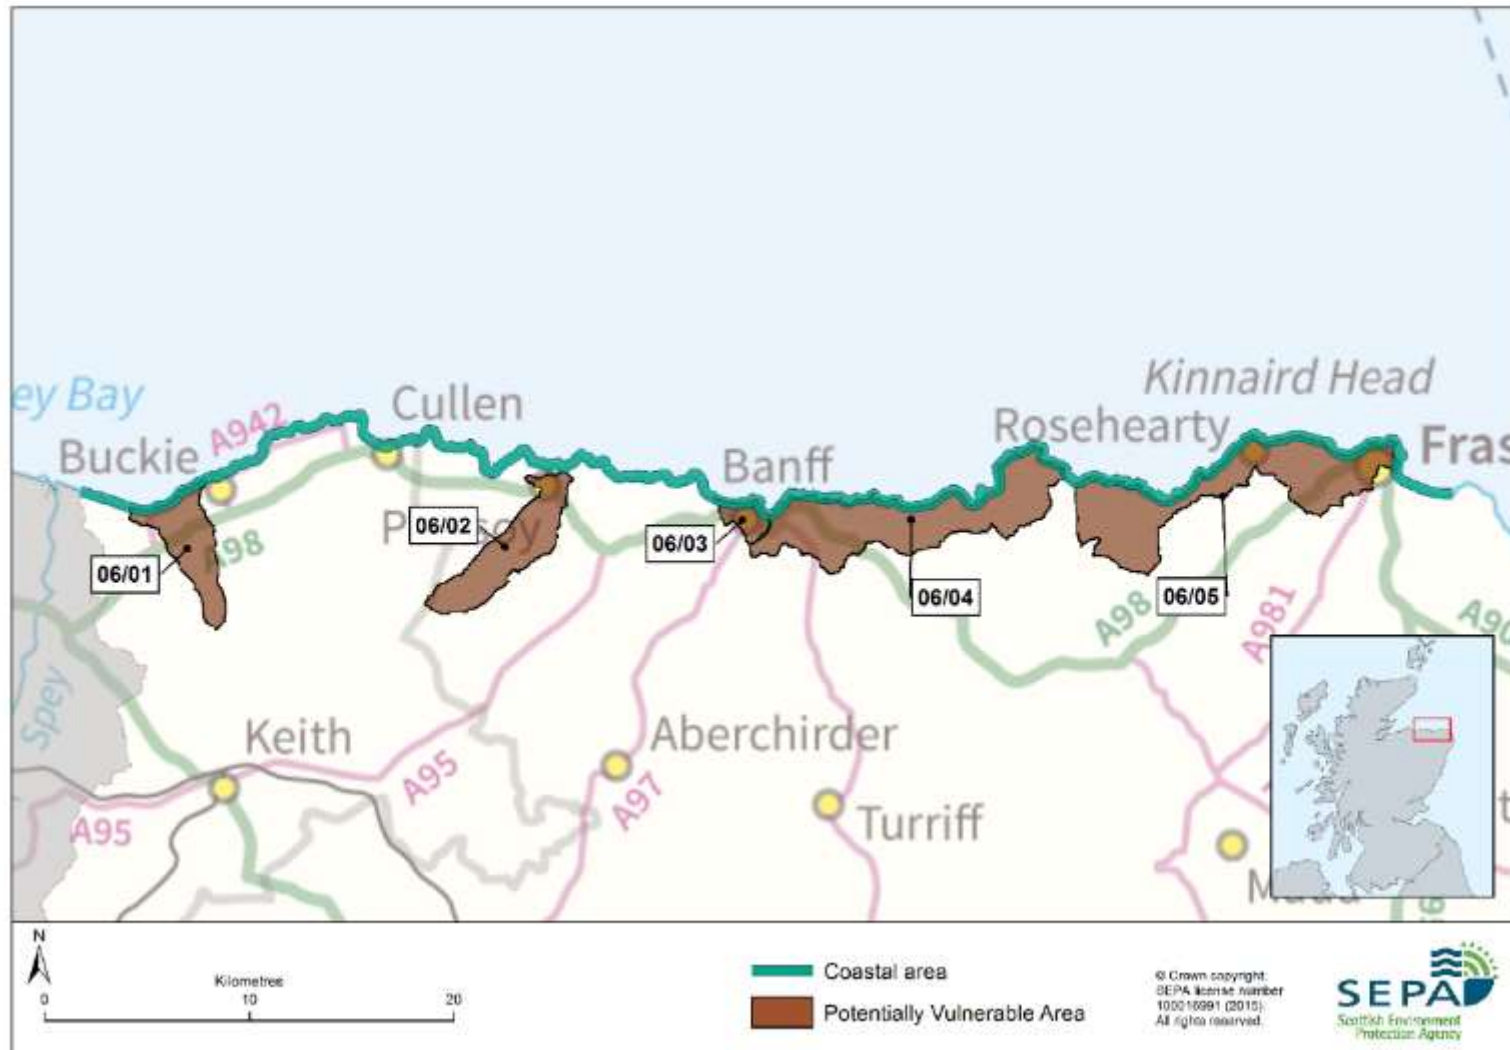 Kinnaird Head
ey Bay
Cullen
Rosehearty
A942
Buckie
Banff
Fras
06/02
06/03
A98
06/01
06/04
06/05
A98
A981
A90
Spey
Keith
Aberchirder
A95
A97
A95
Turriff
N
Kilometres
0 10 20
Coastal area
Potentially Vulnerable Area
© Crown copyright.
SEPA license number
100016991 (2015).
All rights reserved.
SEPA
Scottish Environment
Protection Agency